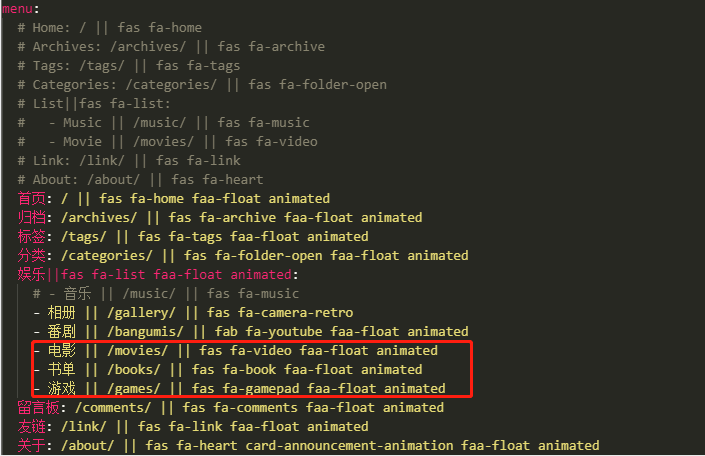 menu:
# Home: / || fas fa-home
# Archives: /archives/ || fas fa-archive
# Tags: /tags/ || fas fa-tags
# Categories: /categories/ || fas fa-folder-open
# List||fas fa-list:
#   - Music || /music/ || fas fa-music
#   - Movie || /movies/ || fas fa-video
# Link: /link/ || fas fa-link
# About: /about/ || fas fa-heart
首页: / || fas fa-home faa-float animated
归档: /archives/ || fas fa-archive faa-float animated
标签: /tags/ || fas fa-tags faa-float animated
分类: /categories/ || fas fa-folder-open faa-float animated
娱乐||fas fa-list faa-float animated:
# - 音乐 || /music/ || fas fa-music
- 相册 || /gallery/ || fas fa-camera-retro
- 番剧 || /bangumis/ || fab fa-youtube faa-float animated
- 电影 || /movies/ || fas fa-video faa-float animated
- 书单 || /books/ || fas fa-book faa-float animated
- 游戏 || /games/ || fas fa-gamepad faa-float animated
留言板: /comments/ || fas fa-comments faa-float animated
友链: /link/ || fas fa-link faa-float animated
关于: /about/ || fas fa-heart card-announcement-animation faa-float animated